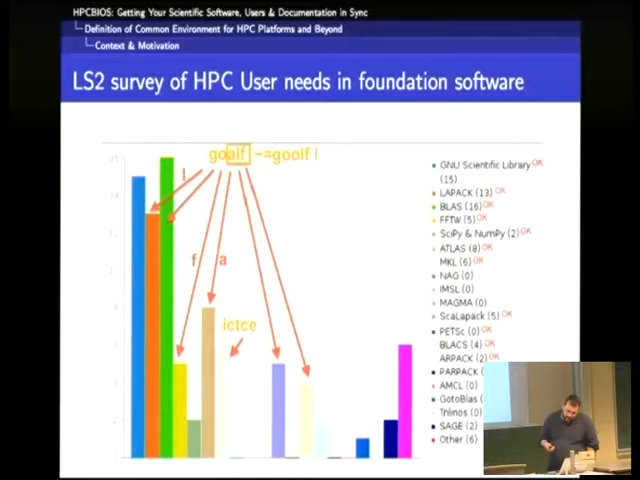 HPCBIOS: Getting Your Scientific Software, Users & Documentation in Sync
Definition of Common Environment for HPC Platforms and Beyond
Context & Motivation
LS2 survey of HPC User needs in foundation software
goalf ~=goolf !
l
f
a
ictce
GNU Scientific Library OK
(15)
LAPACK (13) OK
BLAS (16) OK
FFTW (5) OK
SciPy & NumPy (2) OK
ATLAS (8) OK
MKL (6) OK
NAG (0)
IMSL (0)
MAGMA (0)
ScaLapack (5) OK
PETSc (0) OK
BLACS (4) OK
ARPACK (2) OK
PARPACK (
AMCL (0)
GotoBlas (
Trilinos (0)
SAGE (2)
Other (6)